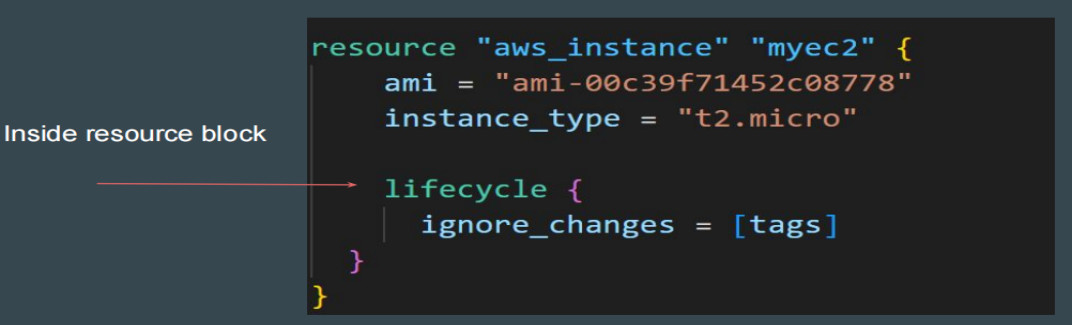 Inside resource block
resource "aws_instance" "myec2" {
    ami = "ami-00c39f71452c08778"
    instance_type = "t2.micro"

    lifecycle {
      ignore_changes = [tags]
  }
}